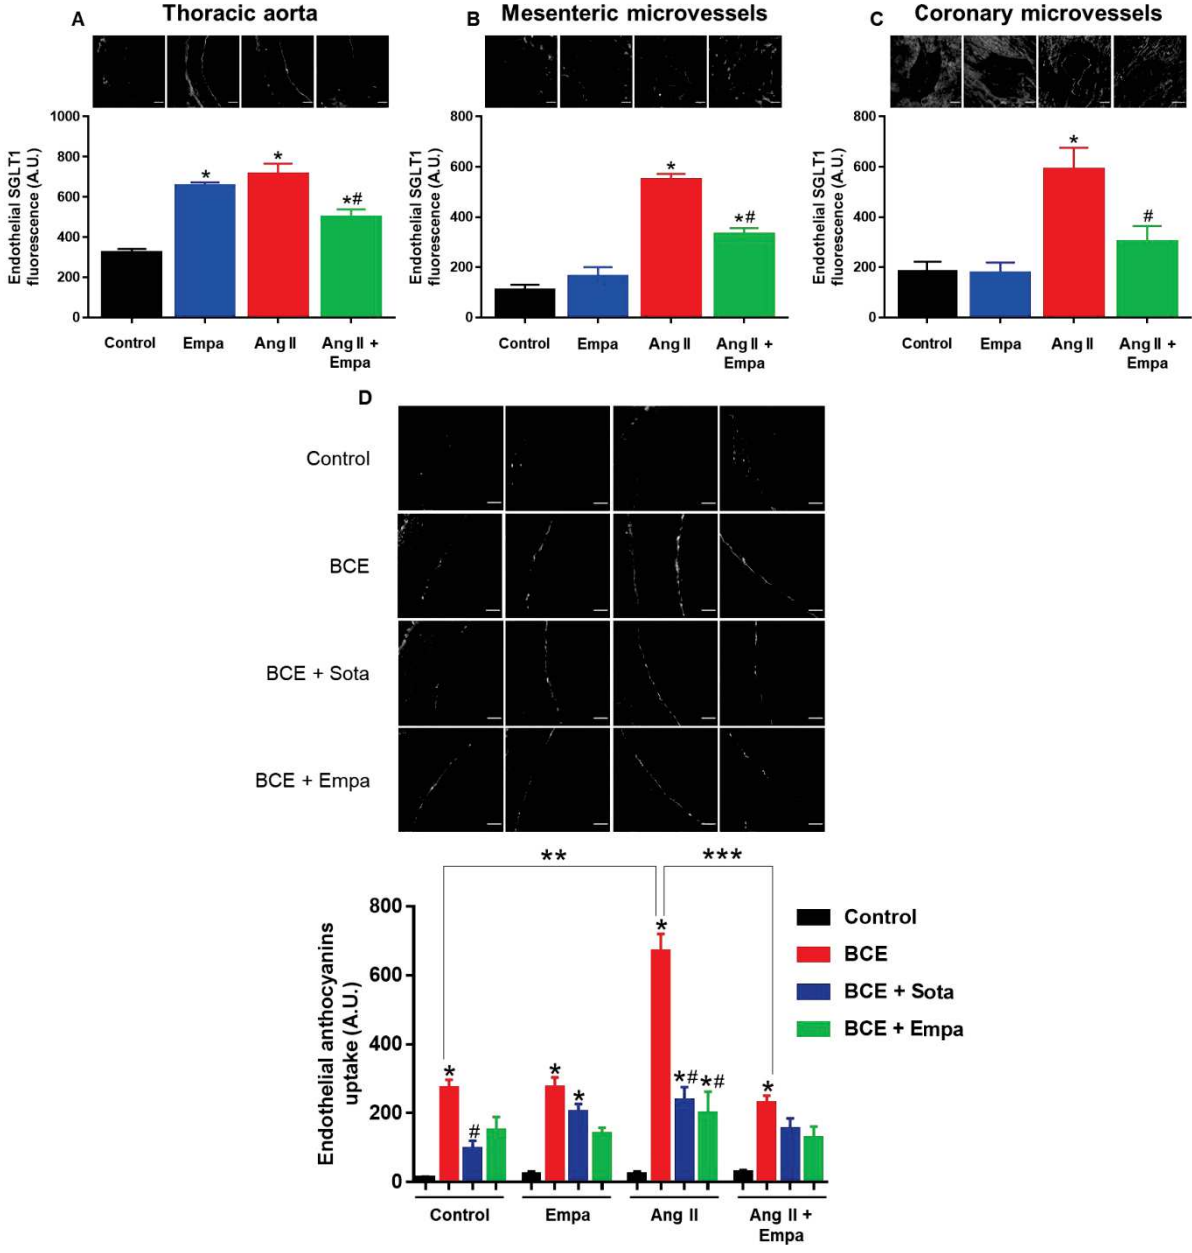 A Thoracic aorta
Endothelial SGLT1
fluorescence (A.U.)
1000
800
600
400
200
0
*
*
*#
Control Empa Ang II Ang II +
Empa
B Mesenteric microvessels
Endothelial SGLT1
fluorescence (A.U.)
800
600
400
200
0
*
*#
Control Empa Ang II Ang II +
Empa
C Coronary microvessels
Endothelial SGLT1
fluorescence (A.U.)
800
600
400
200
0
*
#
Control Empa Ang II Ang II +
Empa
D
Control
BCE
BCE + Sota
BCE + Empa
** ***
Endothelial anthocyanins
uptake (A.U.)
800
600
400
200
0
* # * * * *# *# *
Control Empa Ang II Ang II +
Empa
Control
BCE
BCE + Sota
BCE + Empa